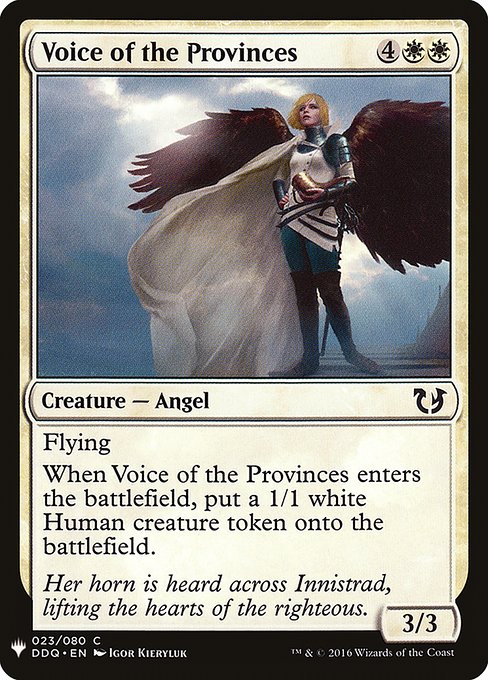 Voice of the Provinces 4
Creature — Angel
Flying
When Voice of the Provinces enters
the battlefield, put a 1/1 white
Human creature token onto the
battlefield.
Her horn is heard across Innistrad,
lifting the hearts of the righteous.
3/3
023/080 C
DDQ • EN Igor Kieryluk
™ & © 2016 Wizards of the Coast